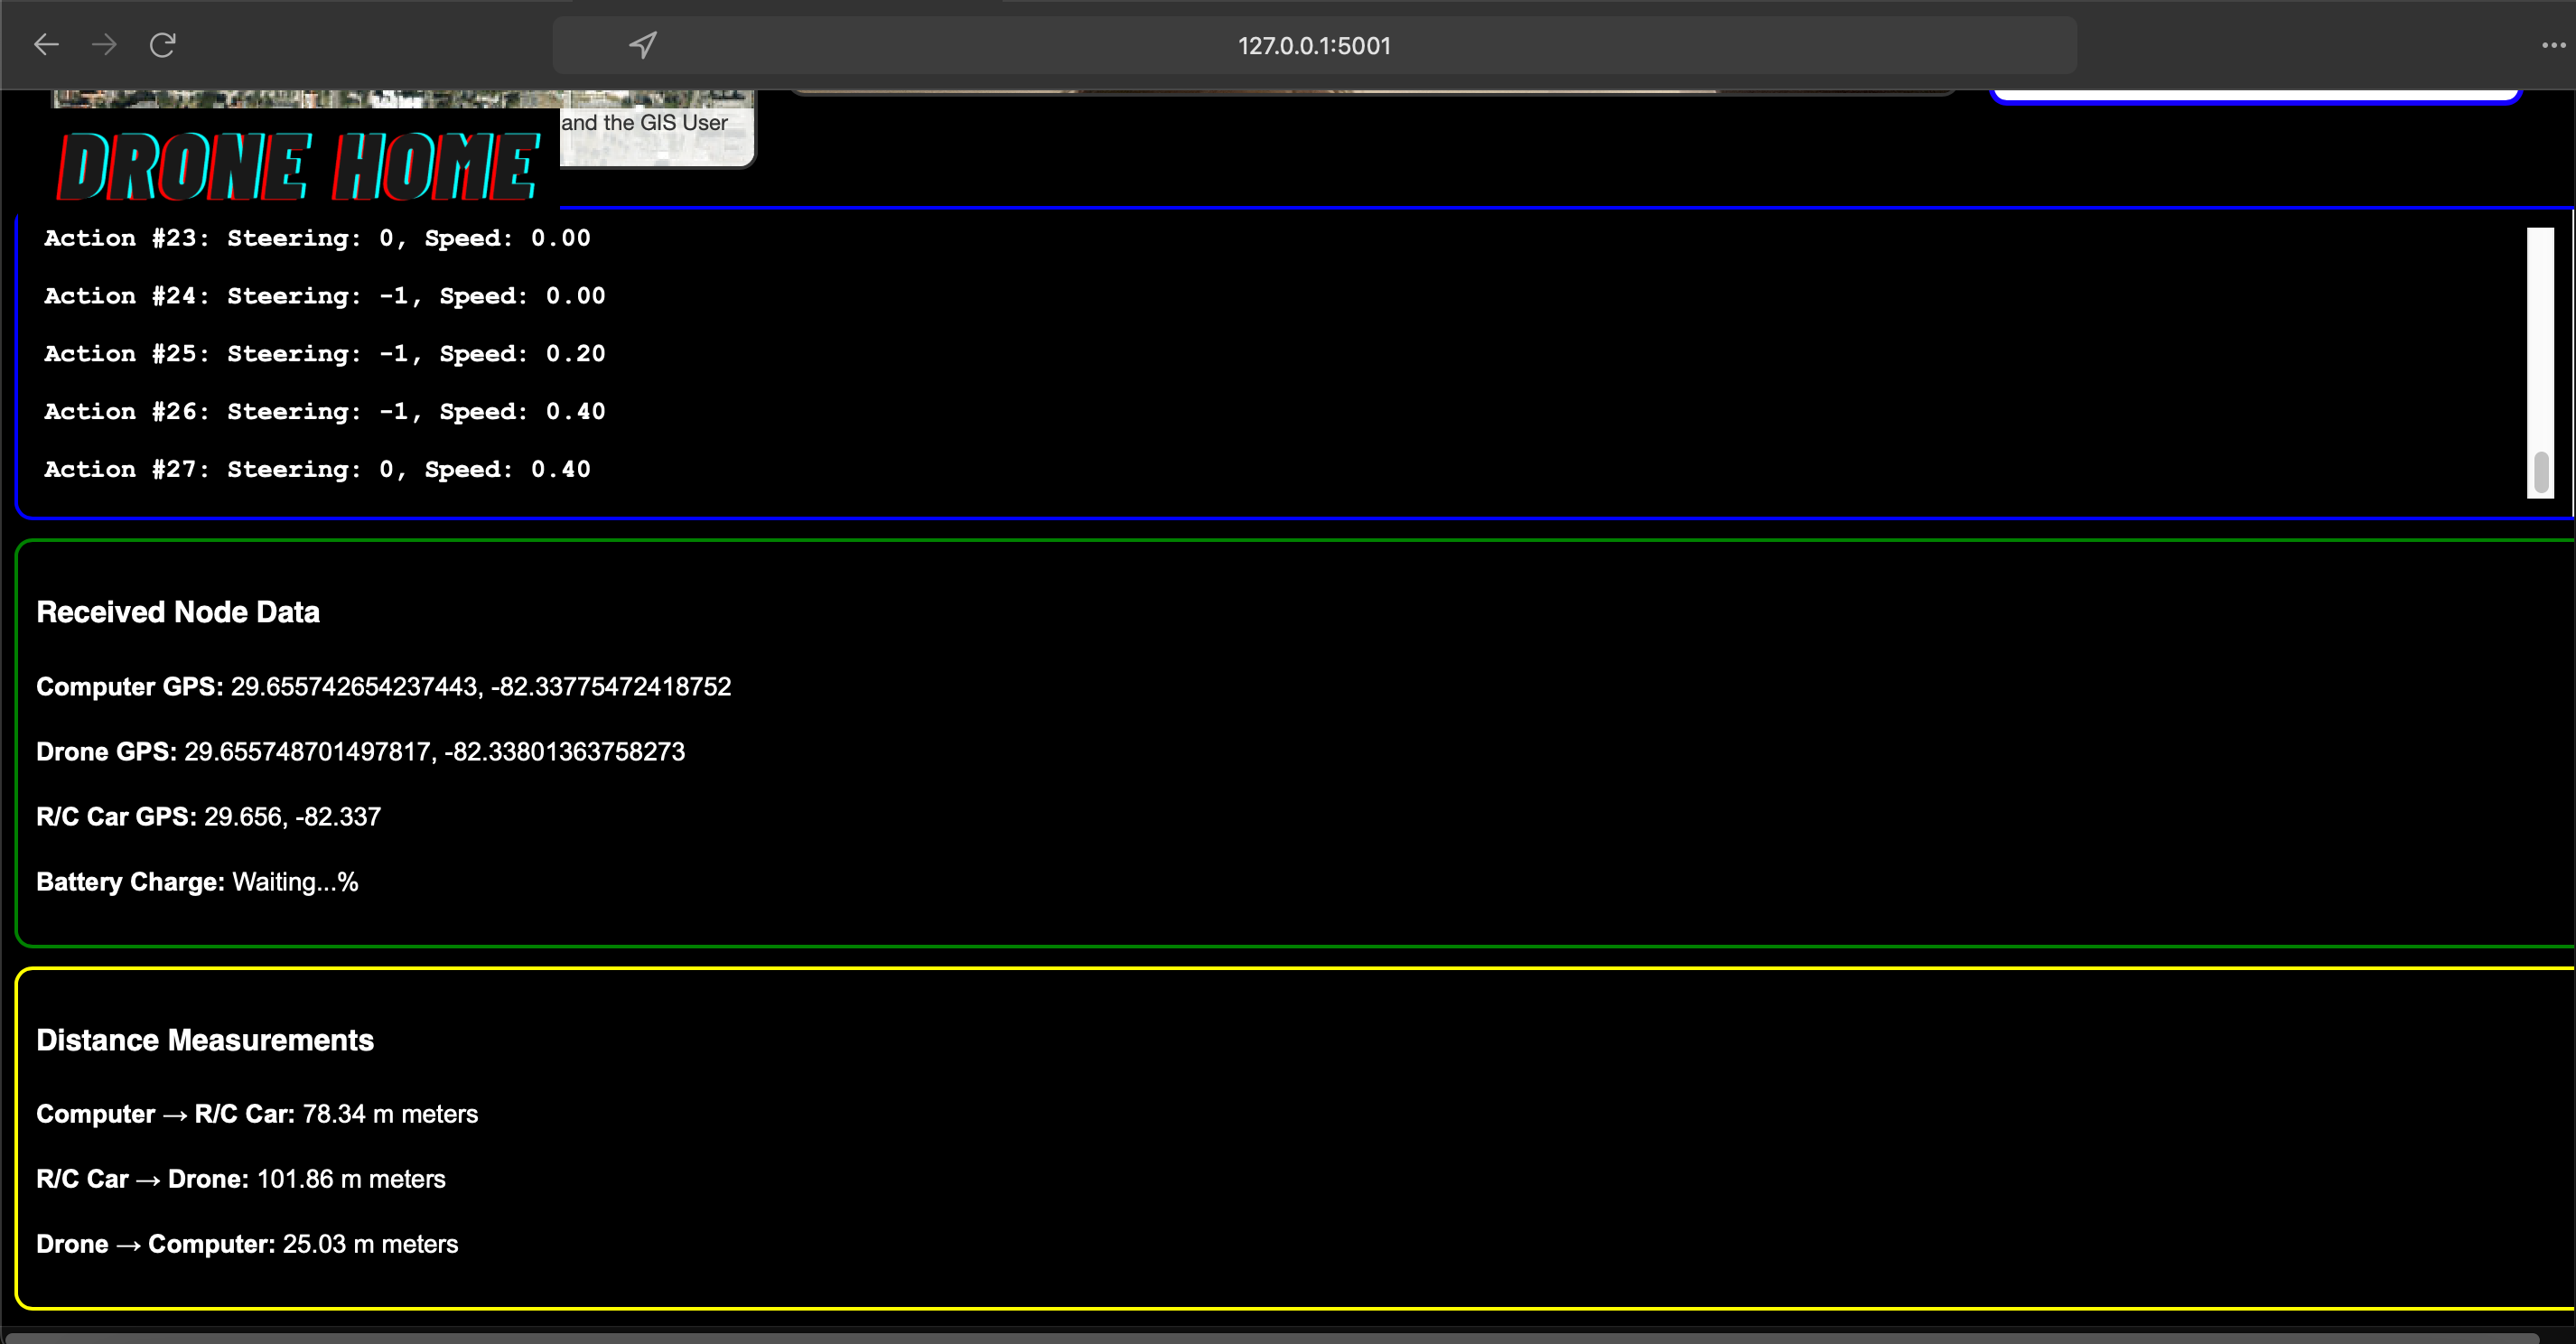 127.0.0.1:5001
and the GIS User
DRONE HOME
Action #23: Steering: 0, Speed: 0.00
Action #24: Steering: -1, Speed: 0.00
Action #25: Steering: -1, Speed: 0.20
Action #26: Steering: -1, Speed: 0.40
Action #27: Steering: 0, Speed: 0.40
Received Node Data
Computer GPS: 29.655742654237443, -82.33775472418752
Drone GPS: 29.655748701497817, -82.33801363758273
R/C Car GPS: 29.656, -82.337
Battery Charge: Waiting...%
Distance Measurements
Computer → R/C Car: 78.34 m meters
R/C Car → Drone: 101.86 m meters
Drone → Computer: 25.03 m meters